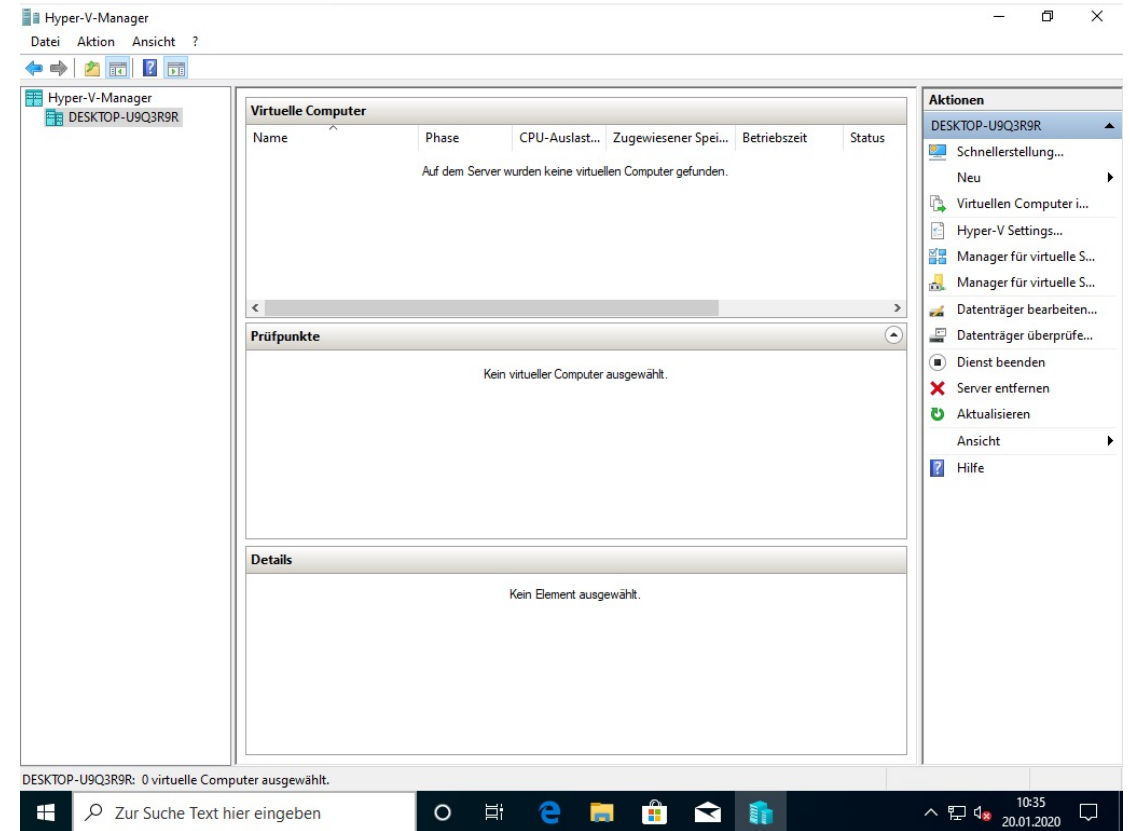 Hyper-V-Manager
Datei Aktion Ansicht ?
Hyper-V-Manager
DESKTOP-U9Q3R9R
Virtuelle Computer
Name Phase CPU-Auslast... Zugewiesener Spei... Betriebszeit Status
Auf dem Server wurden keine virtuellen Computer gefunden.
Prüfpunkte
Kein virtueller Computer ausgewählt.
Details
Kein Element ausgewählt.
Aktionen
DESKTOP-U9Q3R9R
Schnellerstellung...
Neu
Virtuellen Computer i...
Hyper-V Settings...
Manager für virtuelle S...
Manager für virtuelle S...
Datenträger bearbeiten...
Datenträger überprüfe...
Dienst beenden
Server entfernen
Aktualisieren
Ansicht
Hilfe
DESKTOP-U9Q3R9R: 0 virtuelle Computer ausgewählt.
Zur Suche Text hier eingeben
10:35
20.01.2020